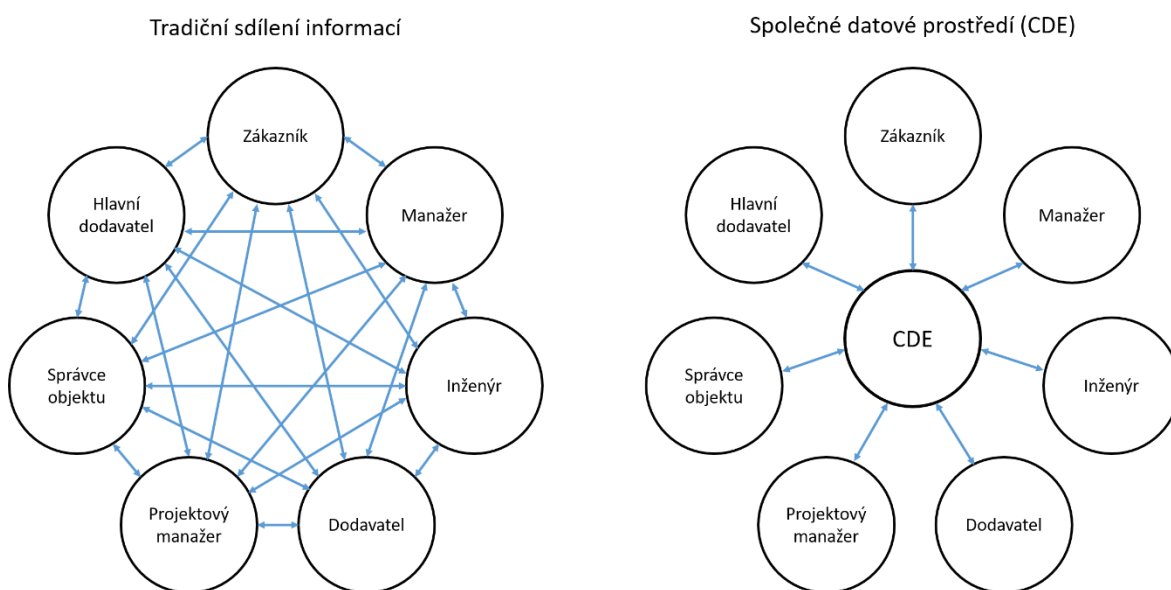 Tradiční sdílení informací
Zákazník
Hlavní
dodavatel
Manažer
Správce
objektu
Inženýr
Projektový
manažer
Dodavatel
Společné datové prostředí (CDE)
Zákazník
Hlavní
dodavatel
Manažer
CDE
Správce
objektu
Inženýr
Projektový
manažer
Dodavatel